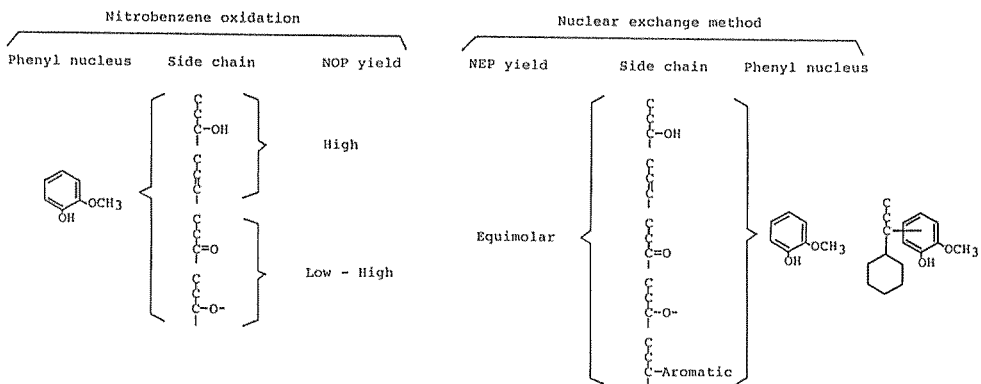 Nitrobenzene oxidation
Phenyl nucleus Side chain NOP yield
C
C
C-OH
C
C
C
High
OCH3
OH
C
C
C=O
Low - High
C
C
C-O-
Nuclear exchange method
NEP yield Side chain Phenyl nucleus
C
C
C-OH
C
C
C
Equimolar
C
C
C=O
C
C
C-O-
C
C
C-Aromatic
OCH3
OH
C
C
C
OCH3
OH